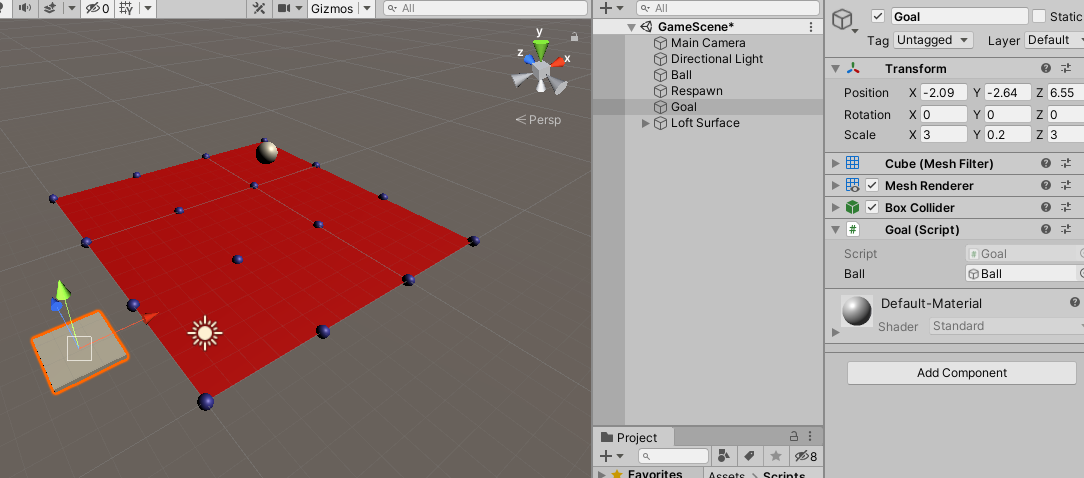 0
Gizmos
All
y
z
x
Persp
All
GameScene*
Main Camera
Directional Light
Ball
Respawn
Goal
Loft Surface
Project
8
Favorites
Assets
Scripts
Goal
Static
Tag Untagged Layer Default
Transform
Position X -2.09 Y -2.64 Z 6.55
Rotation X 0 Y 0 Z 0
Scale X 3 Y 0.2 Z 3
Cube (Mesh Filter)
Mesh Renderer
Box Collider
# Goal (Script)
Script # Goal
Ball Ball
Default-Material
Shader Standard
Add Component